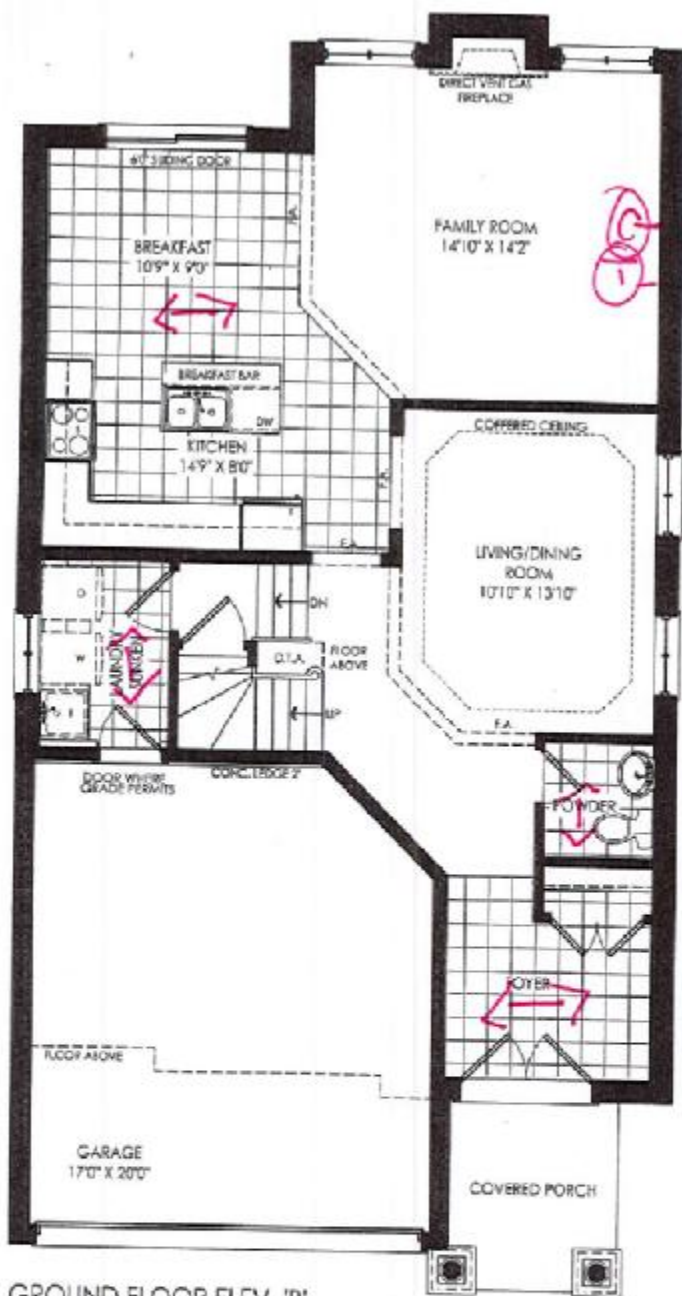 DIRECT VENT GAS
FIREPLACE
6'0" SLIDING DOOR
F.A.
FAMILY ROOM
14'10" X 14'2"
BREAKFAST
10'9" X 9'0"
BREAKFAST BAR
DW
KITCHEN
14'9" X 8'0"
COFFERED CEILING
F.A.
F.A.
LIVING/DINING
ROOM
10'10" X 13'10"
D
W
LAUNDRY
SUNKEN
DN
D.T.A.
FLOOR
ABOVE
UP
F.A.
DOOR WHERE
GRADE PERMITS
CONC. LEDGE 2'
POWDER
FOYER
FLOOR ABOVE
GARAGE
17'0" X 20'0"
COVERED PORCH
GROUND FLOOR ELEV. 'B'